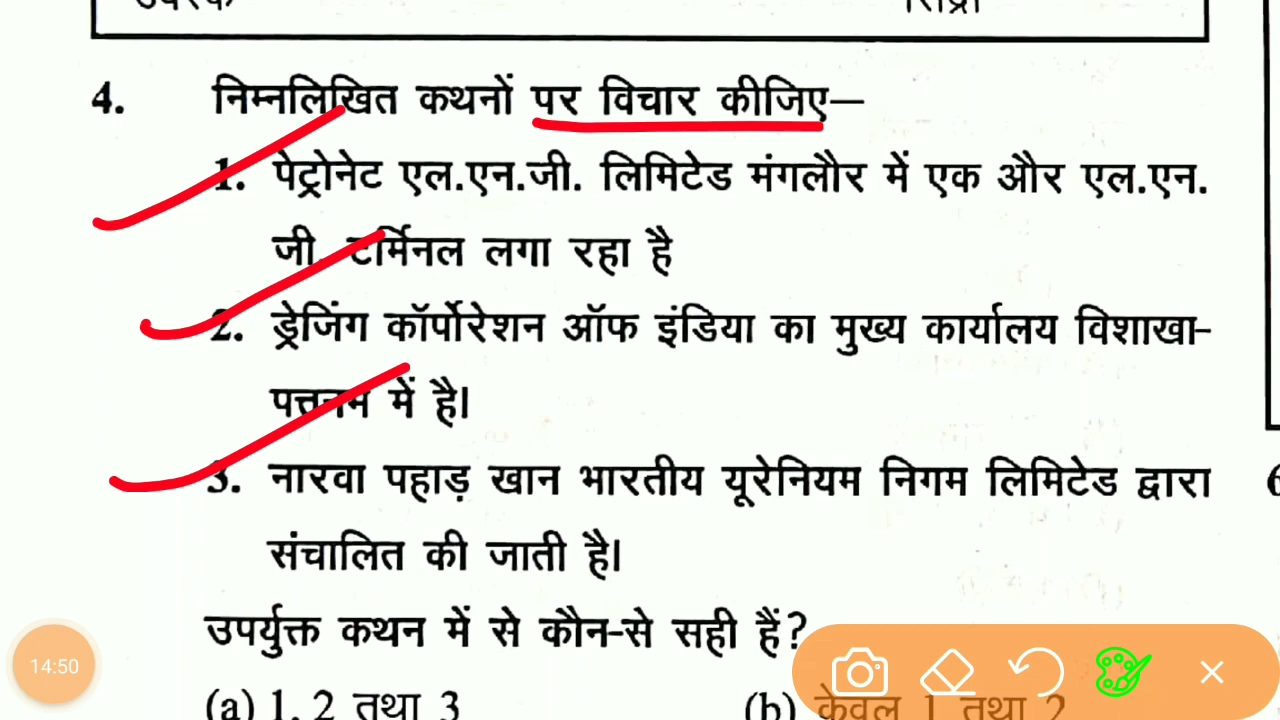 4. निम्नलिखित कथनों पर विचार कीजिए—
1. पेट्रोनेट एल.एन.जी. लिमिटेड मंगलौर में एक और एल.एन.
जी. टर्मिनल लगा रहा है
2. ड्रेजिंग कॉर्पोरेशन ऑफ इंडिया का मुख्य कार्यालय विशाखा-
पत्तनम में है।
3. नारवा पहाड़ खान भारतीय यूरेनियम निगम लिमिटेड द्वारा
संचालित की जाती है।
उपर्युक्त कथन में से कौन-से सही हैं?
(a) 1, 2 तथा 3 (b) केवल 1 तथा 2
14:50